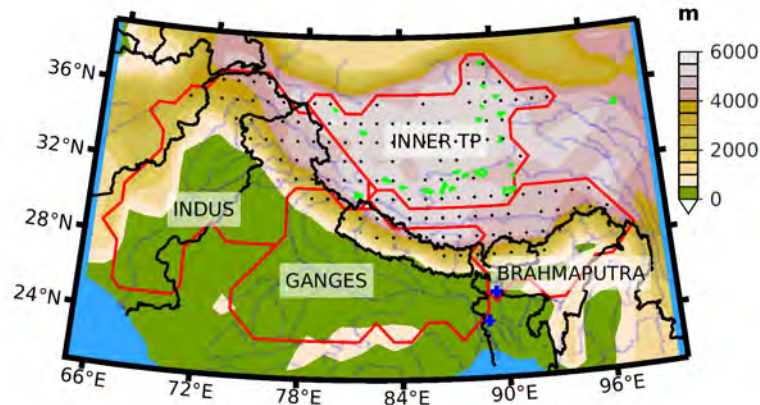 m
6000
4000
2000
0
36°N
32°N
28°N
24°N
INNER TP
INDUS
GANGES
BRAHMAPUTRA
66°E
72°E
78°E
84°E
90°E
96°E